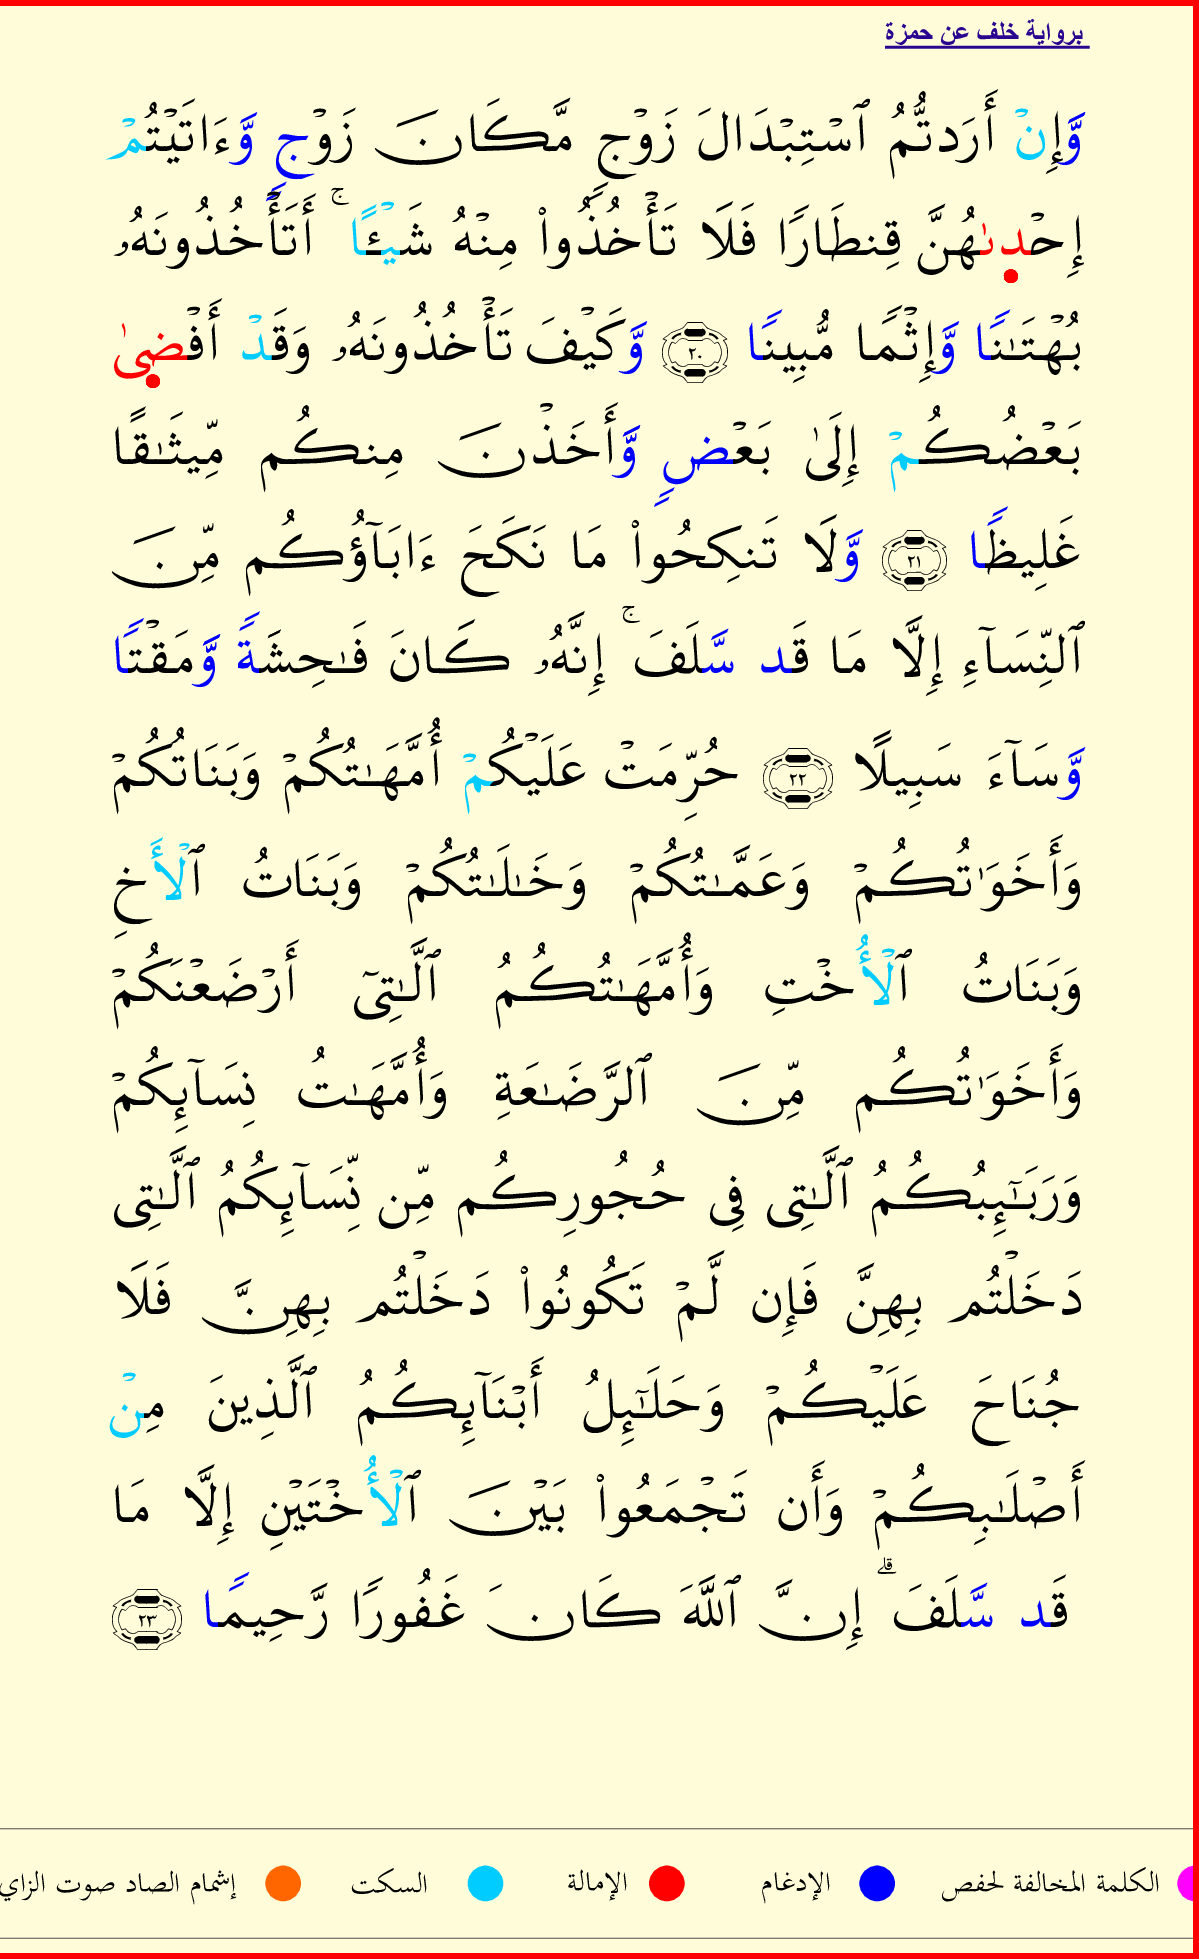 برواية خلف عن حمزة
وَّإِنۡ أَرَدتُّمُ ٱسۡتِبۡدَالَ زَوۡجٖ مَّكَانَ زَوۡجٖ وَّءَاتَيۡتُمۡ
إِحۡدىٰهُنَّ قِنطَارٗا فَلَا تَأۡخُذُواْ مِنۡهُ شَيۡـًٔاۚ أَتَأۡخُذُونَهُۥ
بُهۡتَٰنٗا وَّإِثۡمٗا مُّبِينٗا ٢٠ وَّكَيۡفَ تَأۡخُذُونَهُۥ وَقَدۡ أَفۡضىٰ
بَعۡضُكُمۡ إِلَىٰ بَعۡضٖ وَّأَخَذۡنَ مِنكُم مِّيثَٰقًا
غَلِيظٗا ٢١ وَّلَا تَنكِحُواْ مَا نَكَحَ ءَابَآؤُكُم مِّنَ
ٱلنِّسَآءِ إِلَّا مَا قَد سَّلَفَۚ إِنَّهُۥ كَانَ فَٰحِشَةٗ وَّمَقۡتٗا
وَّسَآءَ سَبِيلًا ٢٢ حُرِّمَتۡ عَلَيۡكُمۡ أُمَّهَٰتُكُمۡ وَبَنَاتُكُمۡ
وَأَخَوَٰتُكُمۡ وَعَمَّٰتُكُمۡ وَخَٰلَٰتُكُمۡ وَبَنَاتُ ٱلۡأَخِ
وَبَنَاتُ ٱلۡأُخۡتِ وَأُمَّهَٰتُكُمُ ٱلَّٰتِيٓ أَرۡضَعۡنَكُمۡ
وَأَخَوَٰتُكُم مِّنَ ٱلرَّضَٰعَةِ وَأُمَّهَٰتُ نِسَآئِكُمۡ
وَرَبَٰٓئِبُكُمُ ٱلَّٰتِي فِي حُجُورِكُم مِّن نِّسَآئِكُمُ ٱلَّٰتِي
دَخَلۡتُم بِهِنَّ فَإِن لَّمۡ تَكُونُواْ دَخَلۡتُم بِهِنَّ فَلَا
جُنَاحَ عَلَيۡكُمۡ وَحَلَٰٓئِلُ أَبۡنَآئِكُمُ ٱلَّذِينَ مِنۡ
أَصۡلَٰبِكُمۡ وَأَن تَجۡمَعُواْ بَيۡنَ ٱلۡأُخۡتَيۡنِ إِلَّا مَا
قَد سَّلَفَۗ إِنَّ ٱللَّهَ كَانَ غَفُورٗا رَّحِيمٗا ٢٣
الكلمة المخالفة لحفص الإدغام الإمالة السكت إشمام الصاد صوت الزاي